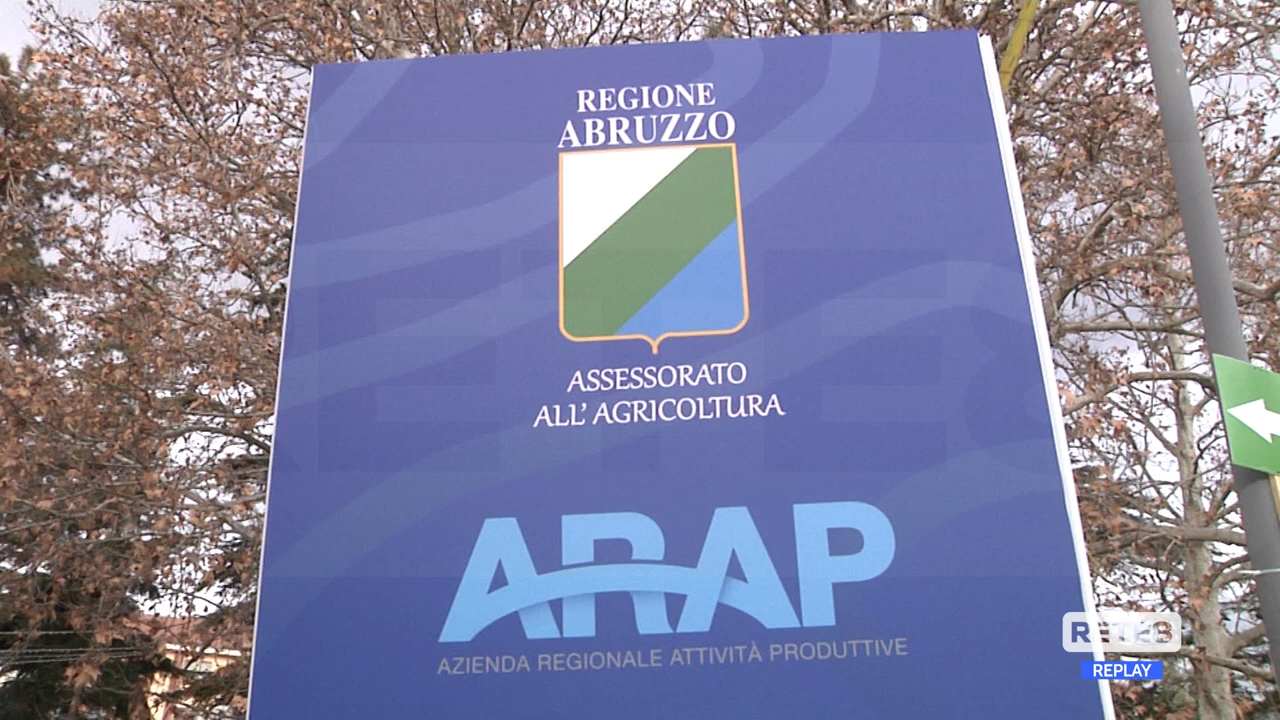 REGIONE
ABRUZZO
ASSESSORATO
ALL' AGRICOLTURA
ARAP
AZIENDA REGIONALE ATTIVITÀ PRODUTTIVE
RETE8
REPLAY